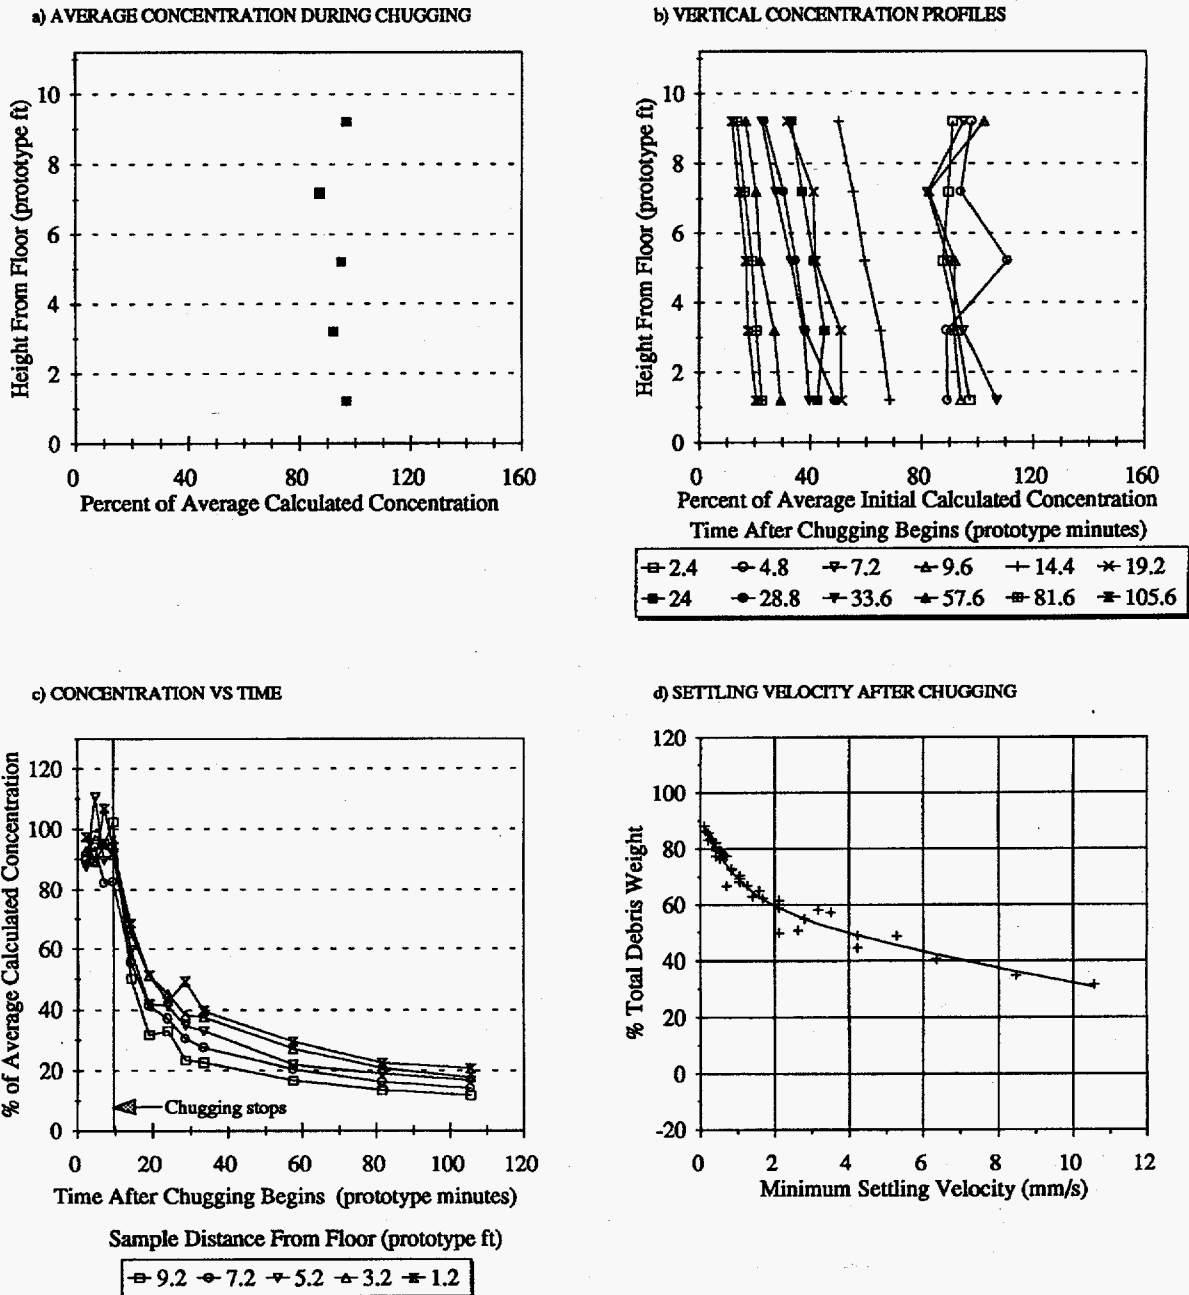 a) AVERAGE CONCENTRATION DURING CHUGGING
Height From Floor (prototype ft)
10
8
6
4
2
0
0 40 80 120 160
Percent of Average Calculated Concentration
b) VERTICAL CONCENTRATION PROFILES
Height From Floor (prototype ft)
10
8
6
4
2
0
0 40 80 120 160
Percent of Average Initial Calculated Concentration
Time After Chugging Begins (prototype minutes)
2.4 4.8 7.2 9.6 14.4 19.2
24 28.8 33.6 57.6 81.6 105.6
c) CONCENTRATION VS TIME
% of Average Calculated Concentration
120
100
80
60
40
20
0
Chugging stops
0 20 40 60 80 100 120
Time After Chugging Begins (prototype minutes)
Sample Distance From Floor (prototype ft)
9.2 7.2 5.2 3.2 1.2
d) SETTLING VELOCITY AFTER CHUGGING
% Total Debris Weight
120
100
80
60
40
20
0
-20
0 2 4 6 8 10 12
Minimum Settling Velocity (mm/s)